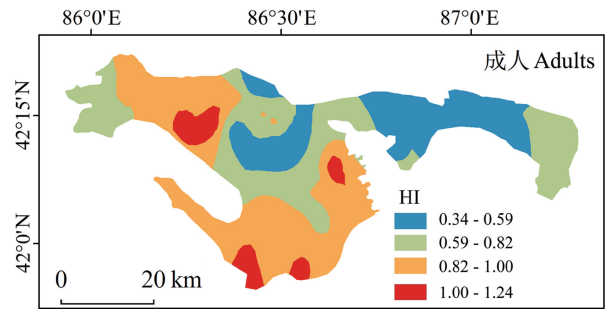 86°0′E 86°30′E 87°0′E
成人 Adults
42°15′N
42°0′N
HI
0.34 - 0.59
0.59 - 0.82
0.82 - 1.00
1.00 - 1.24
0 20 km